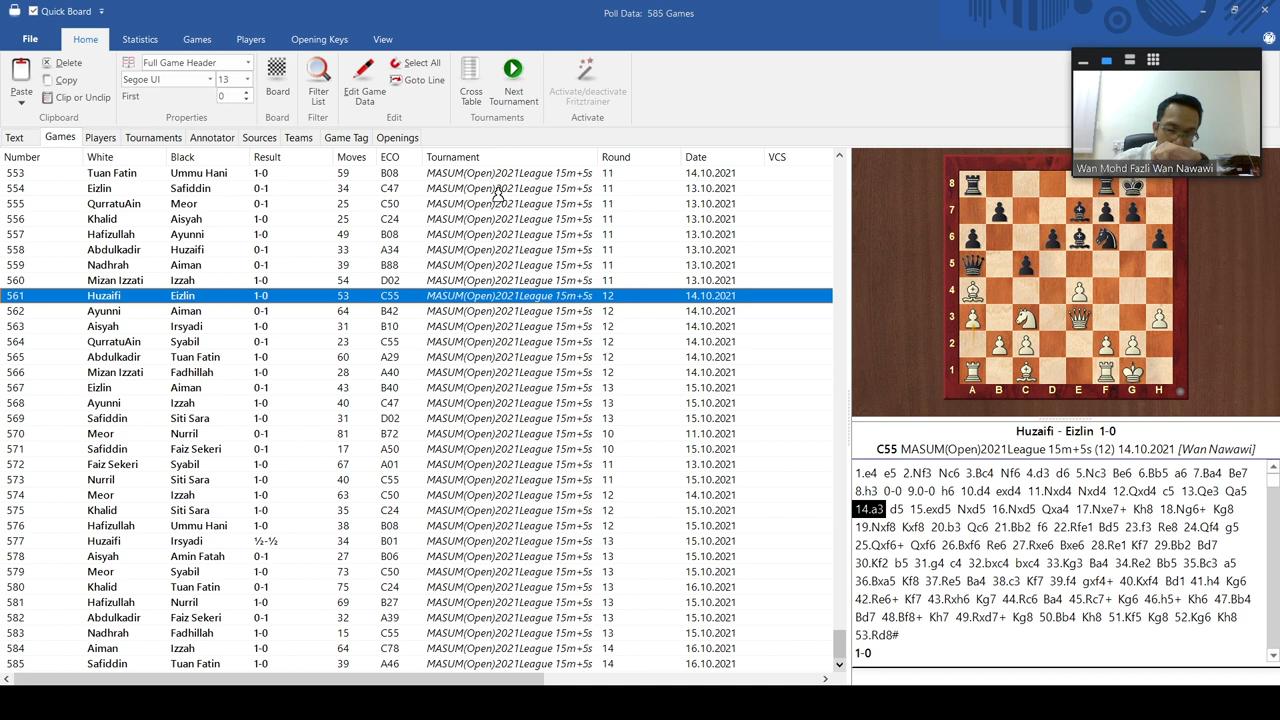 Quick Board
Poll Data: 585 Games
File Home Statistics Games Players Opening Keys View
Paste
Delete
Copy
Clip or Unclip
Clipboard
Full Game Header
Segoe UI 13
First 0
Properties
Board
Board
Filter List
Filter
Edit Game Data
Select All
Goto Line
Edit
Cross Table
Next Tournament
Tournaments
Activate/deactivate Fritztrainer
Activate
Wan Mohd Fazli Wan Nawawi
Text Games Players Tournaments Annotator Sources Teams Game Tag Openings
Number White Black Result Moves ECO Tournament Round Date VCS
553 Tuan Fatin Ummu Hani 1-0 59 B00 MASUM(Open)2021League 15m+5s 11 14.10.2021
554 Eizlin Safiddin 0-1 34 C47 MASUM(Open)2021League 15m+5s 11 13.10.2021
555 QurratuAin Meor 0-1 25 C50 MASUM(Open)2021League 15m+5s 11 13.10.2021
556 Khalid Aisyah 1-0 25 C24 MASUM(Open)2021League 15m+5s 11 13.10.2021
557 Hafizullah Ayunni 1-0 49 B08 MASUM(Open)2021League 15m+5s 11 13.10.2021
558 Abdulkadir Huzaifi 0-1 33 A34 MASUM(Open)2021League 15m+5s 11 13.10.2021
559 Nadhrah Aiman 0-1 39 B88 MASUM(Open)2021League 15m+5s 11 13.10.2021
560 Mizan Izzati Izzah 1-0 54 D02 MASUM(Open)2021League 15m+5s 11 13.10.2021
561 Huzaifi Eizlin 1-0 53 C55 MASUM(Open)2021League 15m+5s 12 14.10.2021
562 Ayunni Aiman 0-1 64 B42 MASUM(Open)2021League 15m+5s 12 14.10.2021
563 Aisyah Irsyadi 1-0 31 B10 MASUM(Open)2021League 15m+5s 12 14.10.2021
564 QurratuAin Syabil 0-1 23 C55 MASUM(Open)2021League 15m+5s 12 14.10.2021
565 Abdulkadir Tuan Fatin 1-0 60 A29 MASUM(Open)2021League 15m+5s 12 14.10.2021
566 Mizan Izzati Fadhillah 1-0 28 A40 MASUM(Open)2021League 15m+5s 12 14.10.2021
567 Eizlin Aiman 0-1 43 B40 MASUM(Open)2021League 15m+5s 13 15.10.2021
568 Ayunni Izzah 1-0 40 C47 MASUM(Open)2021League 15m+5s 13 15.10.2021
569 Safiddin Siti Sara 1-0 31 D02 MASUM(Open)2021League 15m+5s 13 15.10.2021
570 Meor Nurril 0-1 81 B72 MASUM(Open)2021League 15m+5s 10 11.10.2021
571 Safiddin Faiz Sekeri 0-1 17 A50 MASUM(Open)2021League 15m+5s 10 11.10.2021
572 Faiz Sekeri Syabil 1-0 67 A01 MASUM(Open)2021League 15m+5s 11 13.10.2021
573 Nurril Siti Sara 1-0 40 C55 MASUM(Open)2021League 15m+5s 11 15.10.2021
574 Meor Izzah 1-0 63 C50 MASUM(Open)2021League 15m+5s 12 15.10.2021
575 Khalid Siti Sara 1-0 35 C24 MASUM(Open)2021League 15m+5s 12 15.10.2021
576 Hafizullah Ummu Hani 1-0 38 B08 MASUM(Open)2021League 15m+5s 12 15.10.2021
577 Huzaifi Irsyadi ½-½ 34 B01 MASUM(Open)2021League 15m+5s 13 15.10.2021
578 Aisyah Amin Fatah 0-1 27 B06 MASUM(Open)2021League 15m+5s 13 15.10.2021
579 Meor Syabil 1-0 73 C50 MASUM(Open)2021League 15m+5s 13 15.10.2021
580 Khalid Tuan Fatin 1-0 75 C24 MASUM(Open)2021League 15m+5s 13 16.10.2021
581 Hafizullah Nurril 1-0 69 B27 MASUM(Open)2021League 15m+5s 13 15.10.2021
582 Abdulkadir Faiz Sekeri 0-1 32 A39 MASUM(Open)2021League 15m+5s 13 15.10.2021
583 Nadhrah Fadhillah 0-1 15 C55 MASUM(Open)2021League 15m+5s 13 15.10.2021
584 Aiman Izzah 1-0 64 C78 MASUM(Open)2021League 15m+5s 14 16.10.2021
585 Safiddin Tuan Fatin 0-1 39 A46 MASUM(Open)2021League 15m+5s 14 16.10.2021
8
7
6
5
4
3
2
1
A B C D E F G H
Huzaifi - Eizlin 1-0
C55 MASUM(Open)2021League 15m+5s (12) 14.10.2021 [Wan Nawawi]
1.e4 e5 2.Nf3 Nc6 3.Bc4 Nf6 4.d3 d6 5.Nc3 Be6 6.Bb5 a6 7.Ba4 Be7
8.h3 0-0 9.0-0 h6 10.d4 exd4 11.Nxd4 Nxd4 12.Qxd4 c5 13.Qe3 Qa5
14.a3 d5 15.exd5 Nxd5 16.Nxd5 Qxa4 17.Nxe7+ Kh8 18.Ng6+ Kg8
19.Nxf8 Kxf8 20.b3 Qc6 21.Bb2 f6 22.Rfe1 Bd5 23.f3 Re8 24.Qf4 g5
25.Qxf6+ Qxf6 26.Bxf6 Re6 27.Rxe6 Bxe6 28.Re1 Kf7 29.Bb2 Bd7
30.Kf2 b5 31.g4 c4 32.bxc4 bxc4 33.Kg3 Ba4 34.Re2 Bb5 35.Bc3 a5
36.Bxa5 Kf8 37.Re5 Ba4 38.c3 Kf7 39.f4 gxf4+ 40.Kxf4 Bd1 41.h4 Kg6
42.Re6+ Kf7 43.Rxh6 Kg7 44.Rc6 Ba4 45.Rc7+ Kg6 46.h5+ Kh6 47.Bb4
Bd7 48.Bf8+ Kh7 49.Rxd7+ Kg8 50.Bb4 Kh8 51.Kf5 Kg8 52.Kg6 Kh8
53.Rd8#
1-0